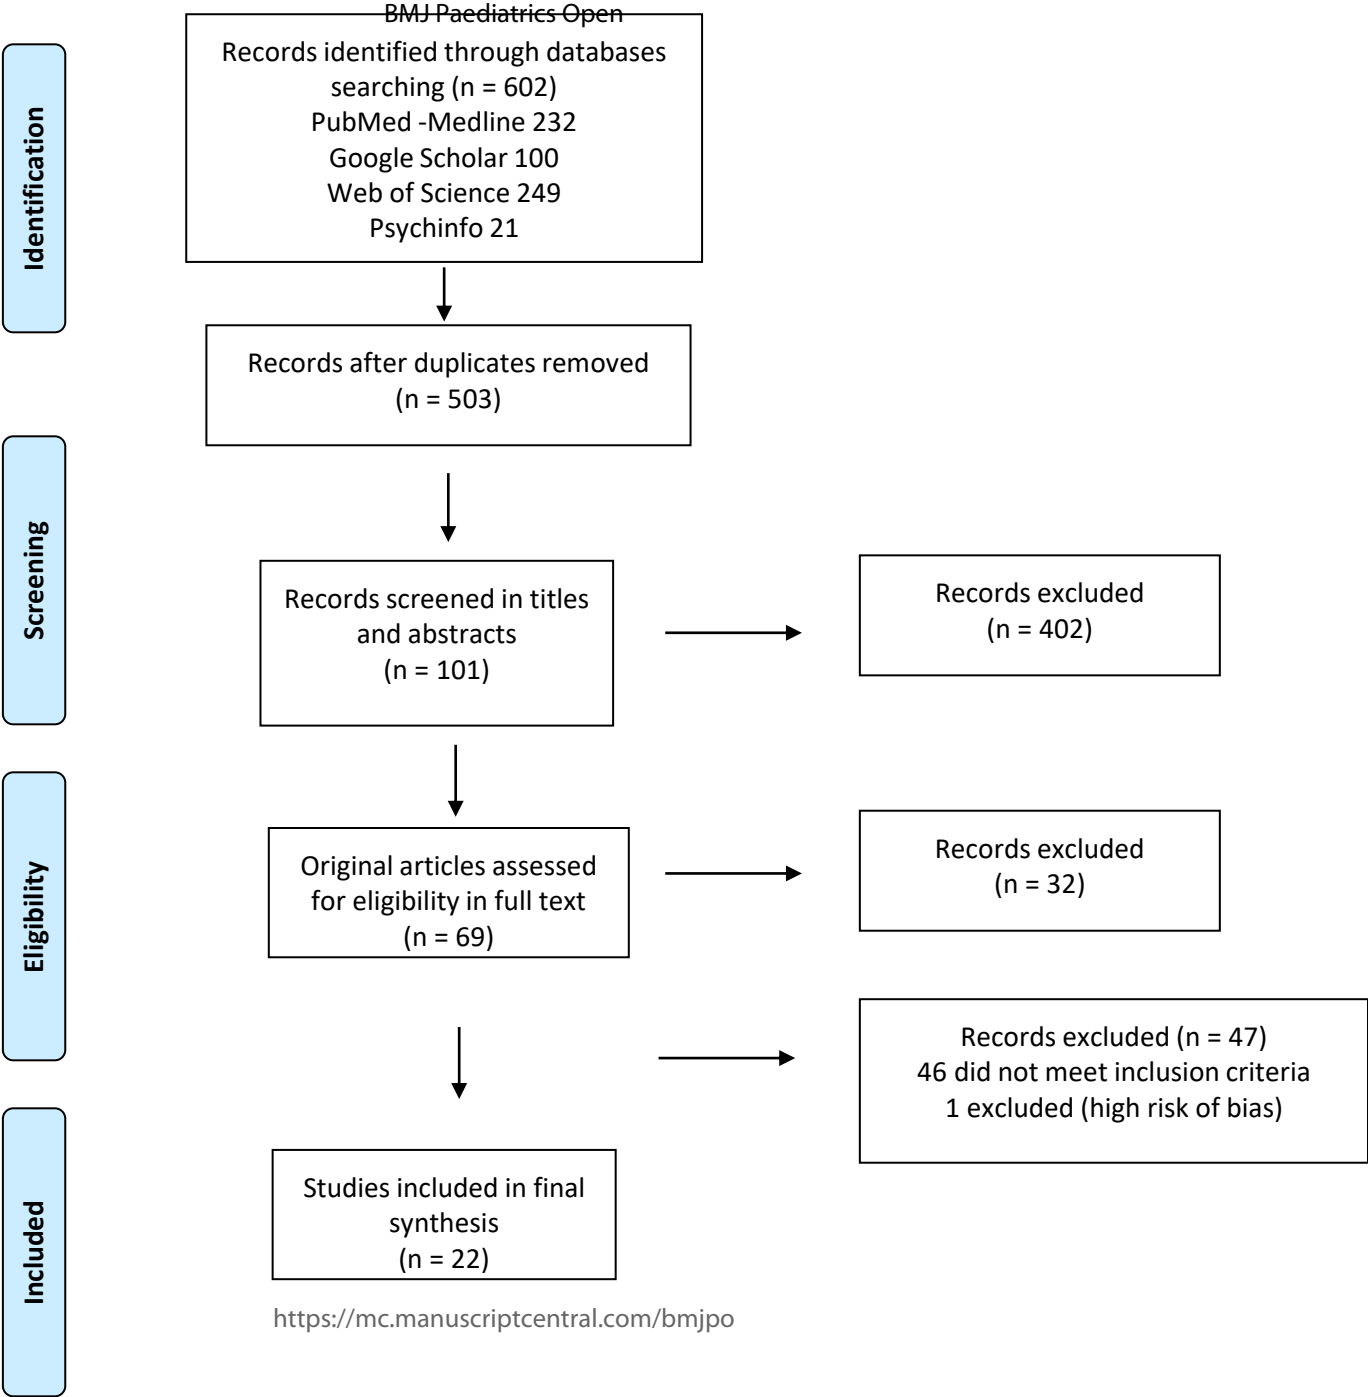 BMJ Paediatrics Open
Identification
Records identified through databases
searching (n = 602)
PubMed -Medline 232
Google Scholar 100
Web of Science 249
Psychinfo 21
Records after duplicates removed
(n = 503)
Screening
Records screened in titles
and abstracts
(n = 101)
Records excluded
(n = 402)
Eligibility
Original articles assessed
for eligibility in full text
(n = 69)
Records excluded
(n = 32)
Records excluded (n = 47)
46 did not meet inclusion criteria
1 excluded (high risk of bias)
Included
Studies included in final
synthesis
(n = 22)
https://mc.manuscriptcentral.com/bmjpo